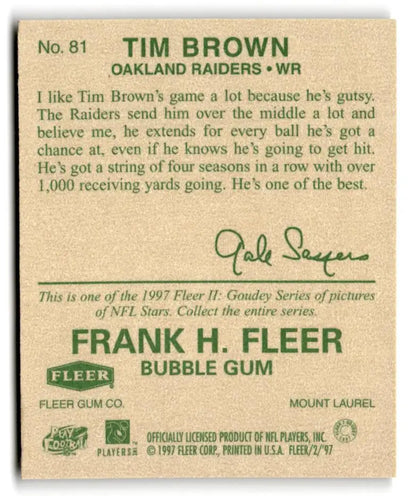 No. 81 TIM BROWN
OAKLAND RAIDERS • WR
I like Tim Brown's game a lot because he's gutsy.
The Raiders send him over the middle a lot and
believe me, he extends for every ball he's got a
chance at, even if he knows he's going to get hit.
He's got a string of four seasons in a row with over
1,000 receiving yards going. He's one of the best.
Gale Sayers
This is one of the 1997 Fleer II: Goudey Series of pictures
of NFL Stars. Collect the entire series.
FRANK H. FLEER
FLEER BUBBLE GUM
FLEER GUM CO. MOUNT LAUREL
PLAY FOOTBALL PLAYERS OFFICIALLY LICENSED PRODUCT OF NFL PLAYERS, INC.
© 1997 FLEER CORP., PRINTED IN U.S.A. FLEER/2/'97